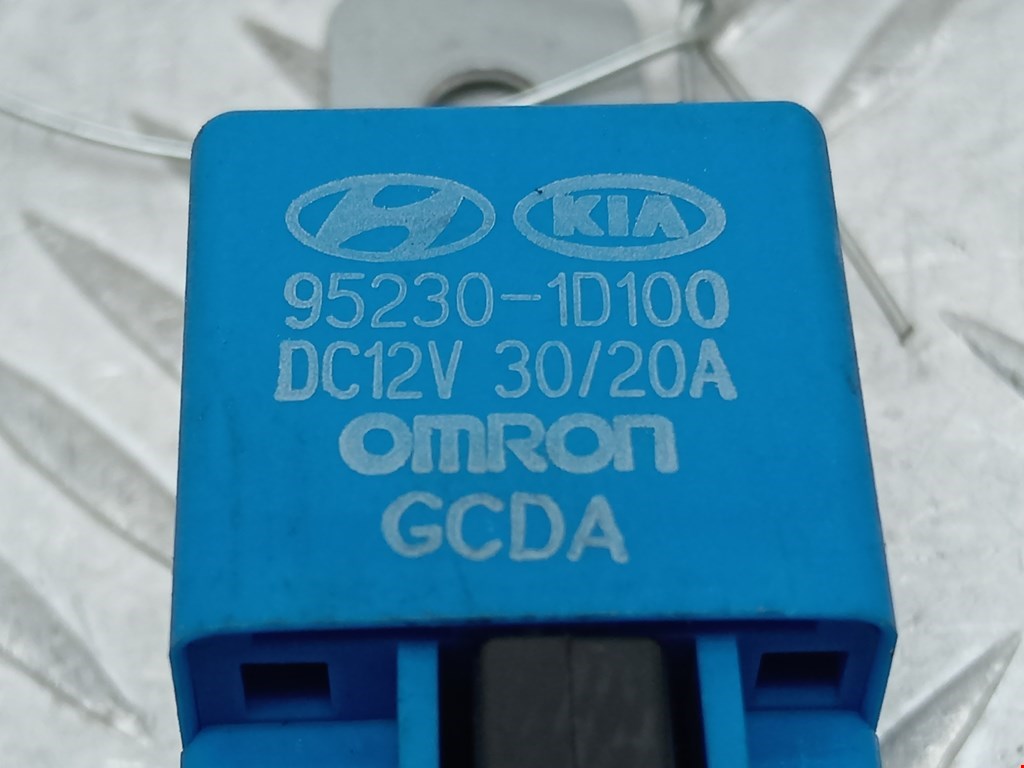 KIA
95230-1D100
DC12V 30/20A
OMRON
GCDA